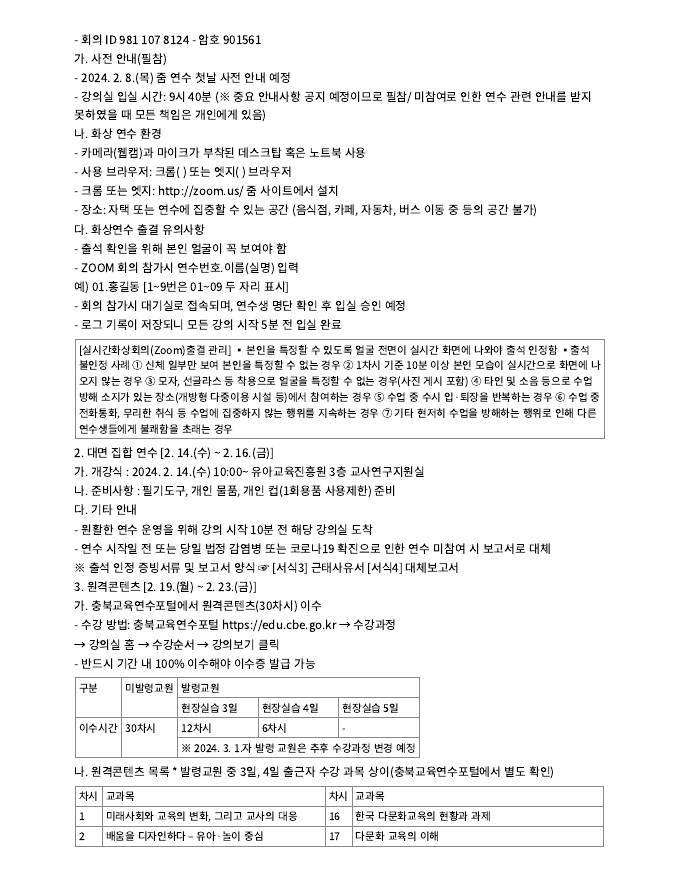 - 회의 ID 981 107 8124 - 암호 901561
가. 사전 안내(필참)
- 2024. 2. 8.(목) 줌 연수 첫날 사전 안내 예정
- 강의실 입실 시간: 9시 40분 (※ 중요 안내사항 공지 예정이므로 필참/ 미참여로 인한 연수 관련 안내를 받지
못하였을 때 모든 책임은 개인에게 있음)
나. 화상 연수 환경
- 카메라(웹캠)과 마이크가 부착된 데스크탑 혹은 노트북 사용
- 사용 브라우저: 크롬( ) 또는 엣지( ) 브라우저
- 크롬 또는 엣지: http://zoom.us/ 줌 사이트에서 설치
- 장소: 자택 또는 연수에 집중할 수 있는 공간 (음식점, 카페, 자동차, 버스 이동 중 등의 공간 불가)
다. 화상연수 출결 유의사항
- 출석 확인을 위해 본인 얼굴이 꼭 보여야 함
- ZOOM 회의 참가시 연수번호.이름(실명) 입력
예) 01.홍길동 [1~9번은 01~09 두 자리 표시]
- 회의 참가시 대기실로 접속되며, 연수생 명단 확인 후 입실 승인 예정
- 로그 기록이 저장되니 모든 강의 시작 5분 전 입실 완료
[실시간화상회의(Zoom)출결 관리] ▪ 본인을 특정할 수 있도록 얼굴 전면이 실시간 화면에 나와야 출석 인정함 ▪ 출석
불인정 사례 ① 신체 일부만 보여 본인을 특정할 수 없는 경우 ② 1차시 기준 10분 이상 본인 모습이 실시간으로 화면에 나
오지 않는 경우 ③ 모자, 선글라스 등 착용으로 얼굴을 특정할 수 없는 경우(사진 게시 포함) ④ 타인 및 소음 등으로 수업
방해 소지가 있는 장소(개방형 다중이용 시설 등)에서 참여하는 경우 ⑤ 수업 중 수시 입·퇴장을 반복하는 경우 ⑥ 수업 중
전화통화, 무리한 취식 등 수업에 집중하지 않는 행위를 지속하는 경우 ⑦ 기타 현저히 수업을 방해하는 행위로 인해 다른
연수생들에게 불쾌함을 초래는 경우
2. 대면 집합 연수 [2. 14.(수) ~ 2. 16.(금)]
가. 개강식 : 2024. 2. 14.(수) 10:00~ 유아교육진흥원 3층 교사연구지원실
나. 준비사항 : 필기도구, 개인 물품, 개인 컵(1회용품 사용제한) 준비
다. 기타 안내
- 원활한 연수 운영을 위해 강의 시작 10분 전 해당 강의실 도착
- 연수 시작일 전 또는 당일 법정 감염병 또는 코로나19 확진으로 인한 연수 미참여 시 보고서로 대체
※ 출석 인정 증빙서류 및 보고서 양식 ☞ [서식3] 근태사유서 [서식4] 대체보고서
3. 원격콘텐츠 [2. 19.(월) ~ 2. 23.(금)]
가. 충북교육연수포털에서 원격콘텐츠(30차시) 이수
- 수강 방법: 충북교육연수포털 https://edu.cbe.go.kr → 수강과정
→ 강의실 홈 → 수강순서 → 강의보기 클릭
- 반드시 기간 내 100% 이수해야 이수증 발급 가능
구분 미발령교원 발령교원
현장실습 3일 현장실습 4일 현장실습 5일
이수시간 30차시 12차시 6차시 -
※ 2024. 3. 1.자 발령 교원은 추후 수강과정 변경 예정
나. 원격콘텐츠 목록 * 발령교원 중 3일, 4일 출근자 수강 과목 상이(충북교육연수포털에서 별도 확인)
차시 교과목 차시 교과목
1 미래사회와 교육의 변화, 그리고 교사의 대응 16 한국 다문화교육의 현황과 과제
2 배움을 디자인하다 – 유아·놀이 중심 17 다문화 교육의 이해